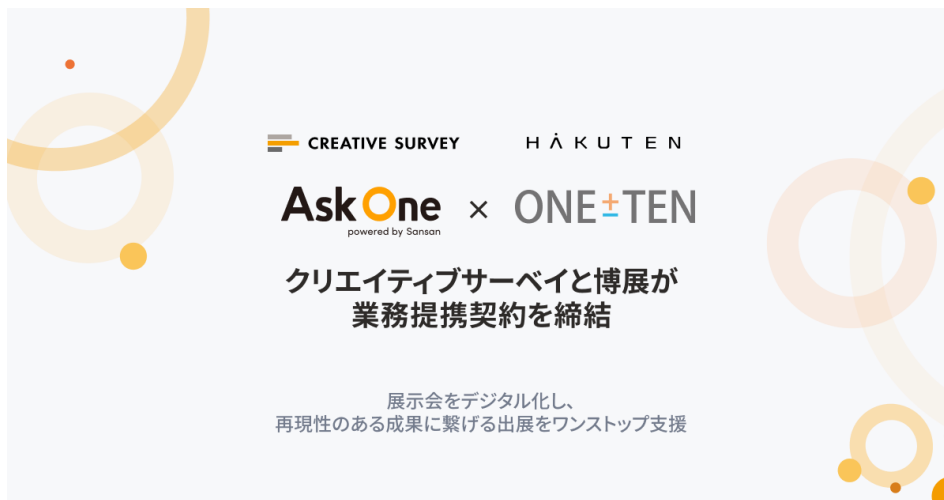 CREATIVE SURVEY
HAKUTEN
Ask One × ONE±TEN
powered by Sansan
クリエイティブサーベイと博展が
業務提携契約を締結
展示会をデジタル化し、
再現性のある成果に繋げる出展をワンストップ支援